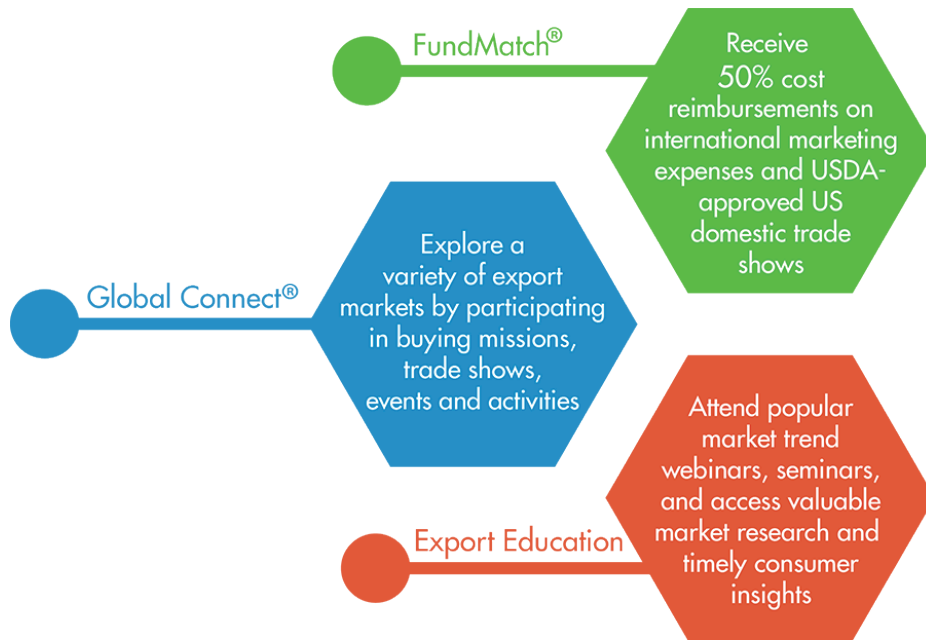 FundMatch®
Receive
50% cost
reimbursements on
international marketing
expenses and USDA-
approved US
domestic trade
shows
Global Connect®
Explore a
variety of export
markets by participating
in buying missions,
trade shows,
events and activities
Export Education
Attend popular
market trend
webinars, seminars,
and access valuable
market research and
timely consumer
insights